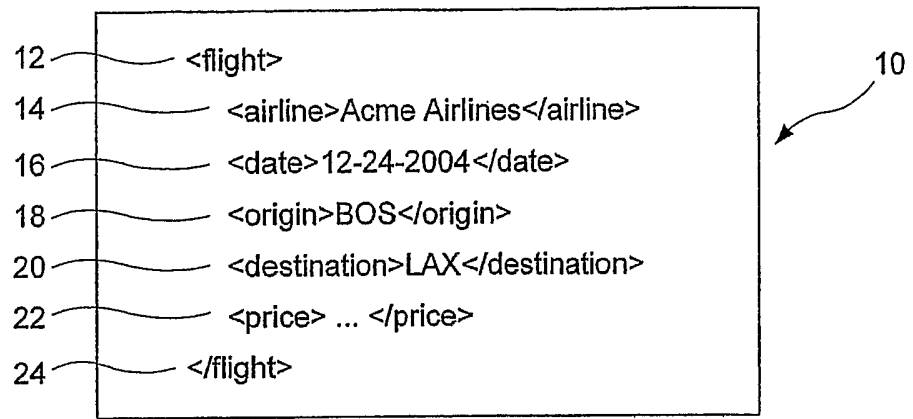 12 <flight>
10
14 <airline>Acme Airlines</airline>
16 <date>12-24-2004</date>
18 <origin>BOS</origin>
20 <destination>LAX</destination>
22 <price> ... </price>
24 </flight>